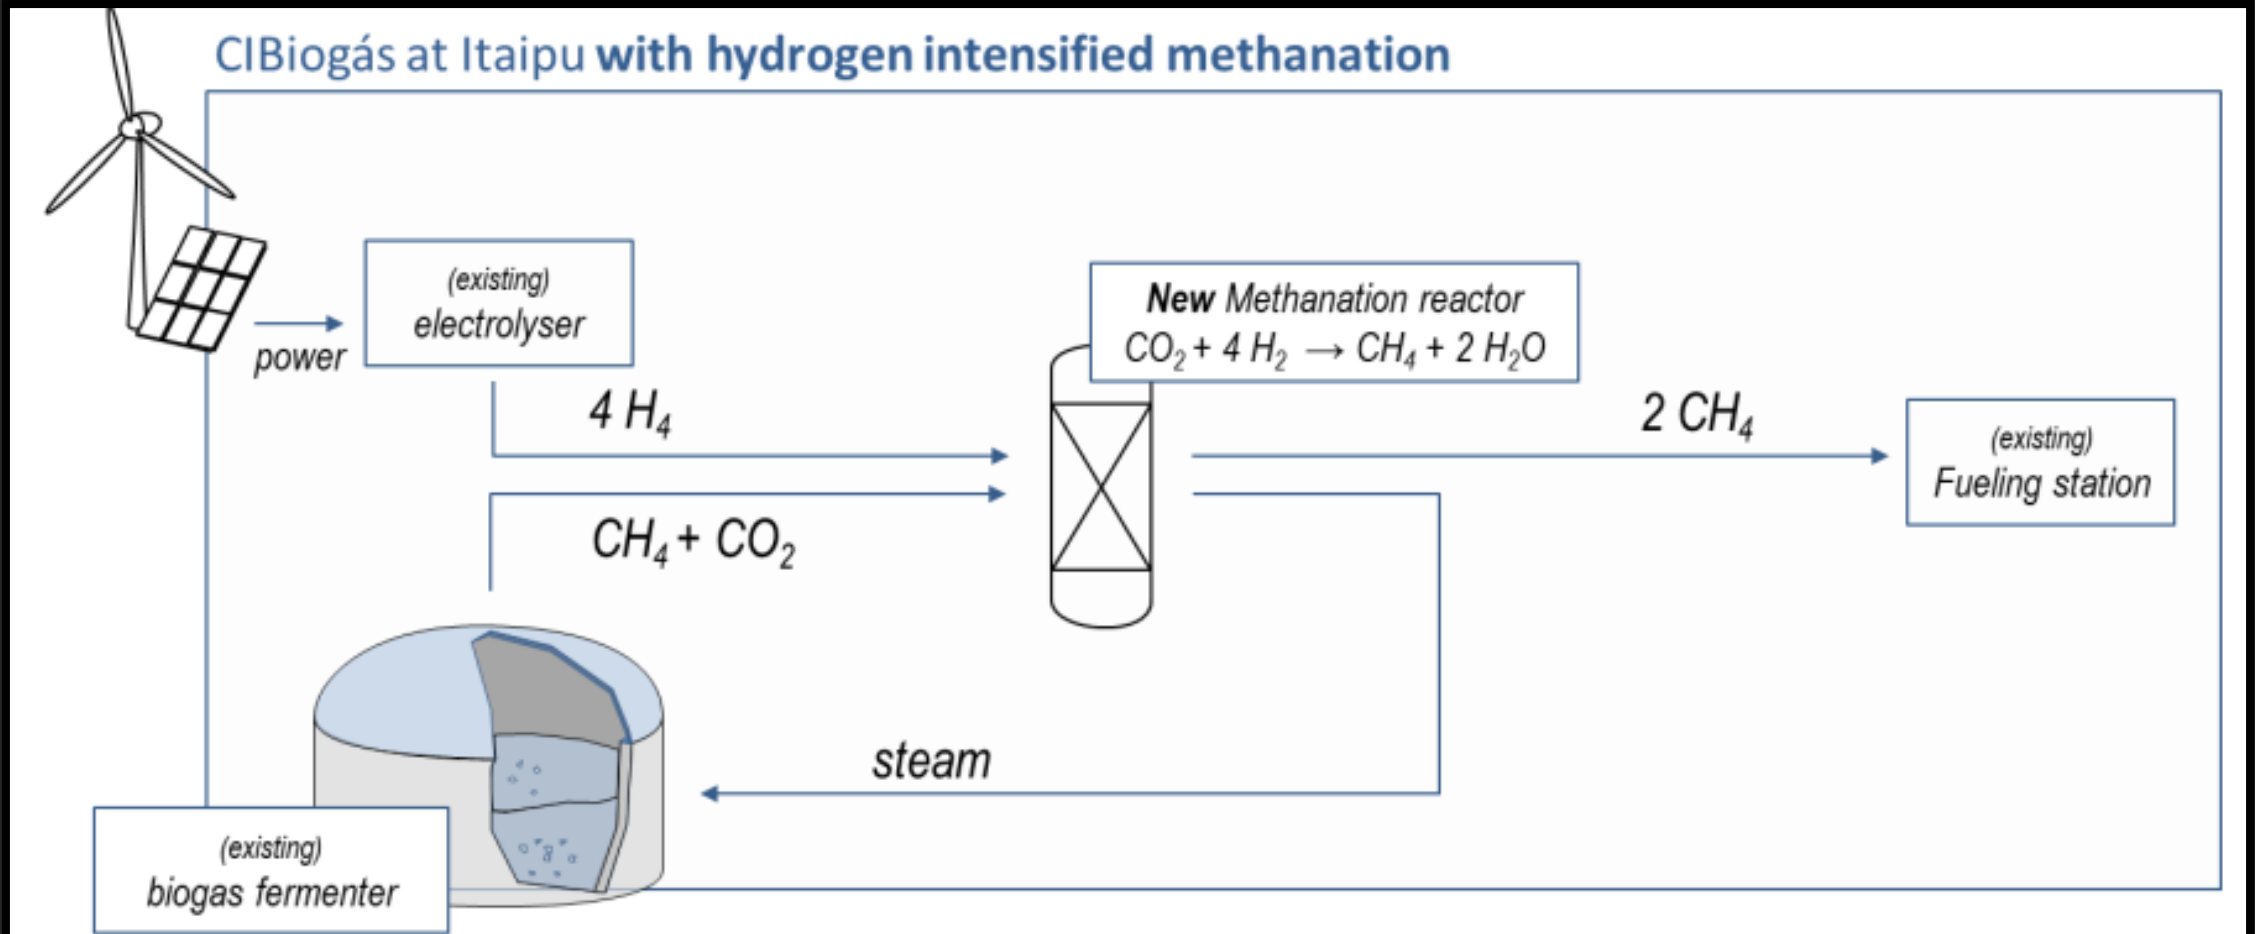 CIBiogás at Itaipu with hydrogen intensified methanation
(existing)
electrolyser
power
New Methanation reactor
CO₂ + 4 H₂ → CH₄ + 2 H₂O
4 H₄
2 CH₄
(existing)
Fueling station
CH₄ + CO₂
steam
(existing)
biogas fermenter